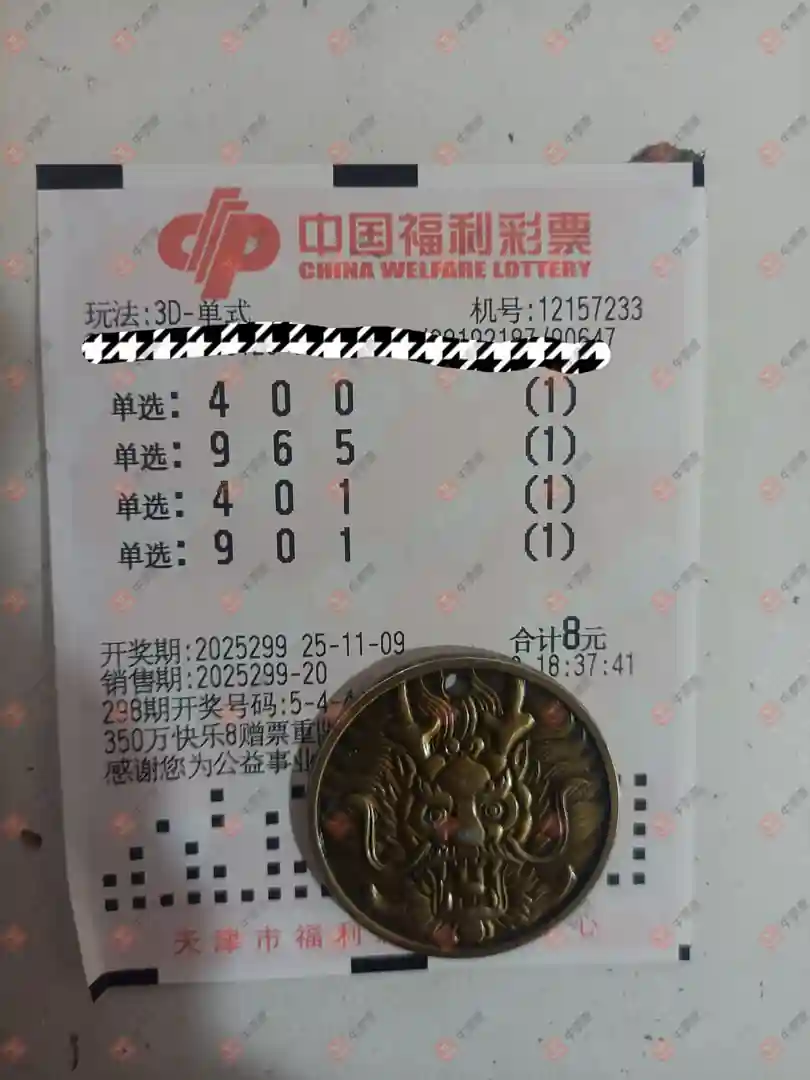 中国福利彩票
CHINA WELFARE LOTTERY
玩法:3D-单式 机号:12157233
单选: 4 0 0 (1)
单选: 9 6 5 (1)
单选: 4 0 1 (1)
单选: 9 0 1 (1)
开奖期:2025299 25-11-09 合计8元
销售期:2025299-20 18:37:41
298期开奖号码:5-4-
350万快乐8赠票重
感谢您为公益事业
天津市福利 心